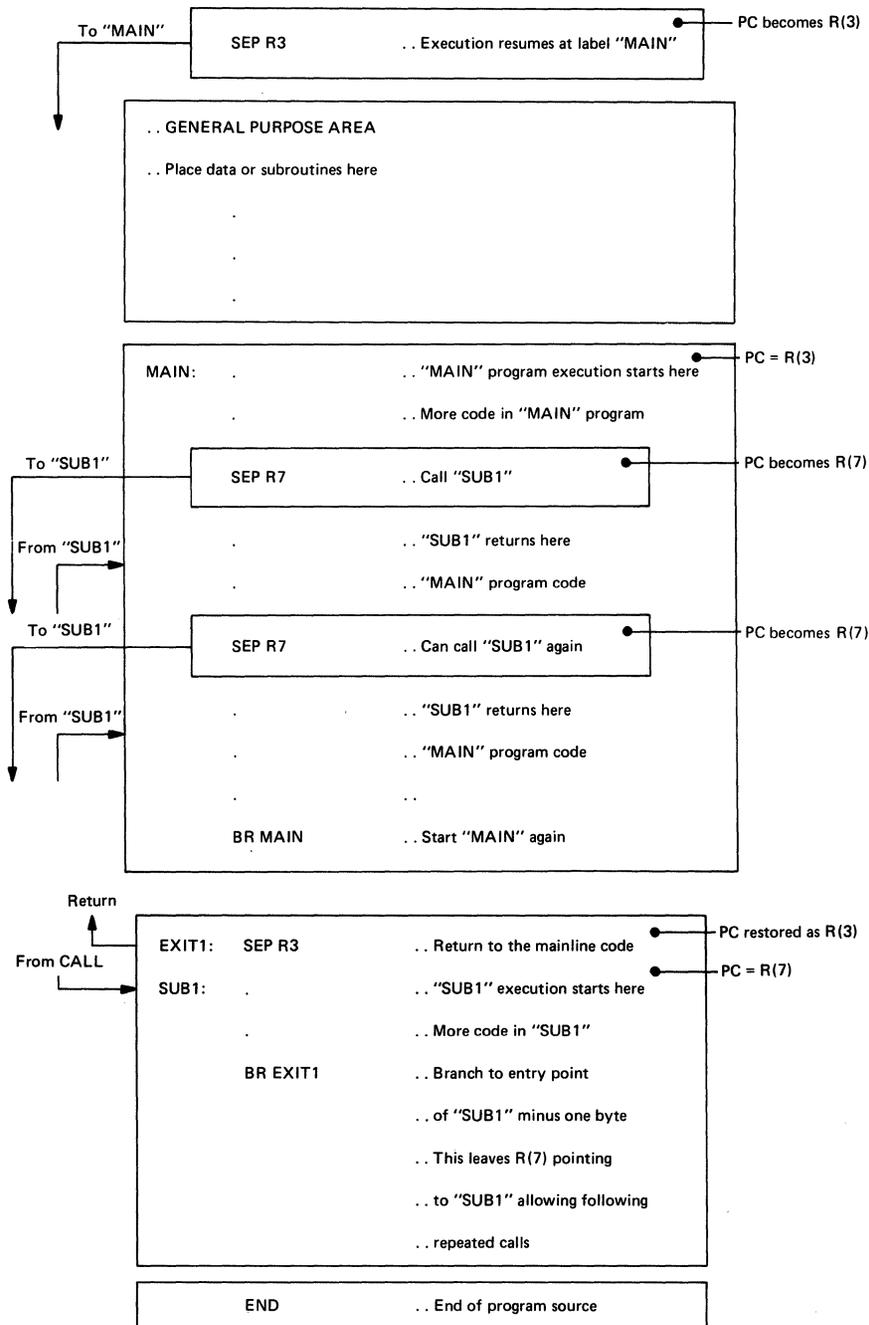 To "MAIN"
SEP R3 . . Execution resumes at label "MAIN"
PC becomes R(3)
. . GENERAL PURPOSE AREA
. . Place data or subroutines here
.
.
.
MAIN: . . . "MAIN" program execution starts here
PC = R(3)
. . . More code in "MAIN" program
To "SUB1"
SEP R7 . . Call "SUB1"
PC becomes R(7)
From "SUB1"
. . . "SUB1" returns here
. . . "MAIN" program code
To "SUB1"
SEP R7 . . Can call "SUB1" again
PC becomes R(7)
From "SUB1"
. . . "SUB1" returns here
. . . "MAIN" program code
. . .
BR MAIN . . Start "MAIN" again
Return
EXIT1: SEP R3 . . Return to the mainline code
PC restored as R(3)
From CALL
SUB1: . . . "SUB1" execution starts here
PC = R(7)
. . . More code in "SUB1"
BR EXIT1 . . Branch to entry point
. . of "SUB1" minus one byte
. . This leaves R(7) pointing
. . to "SUB1" allowing following
. . repeated calls
END . . End of program source